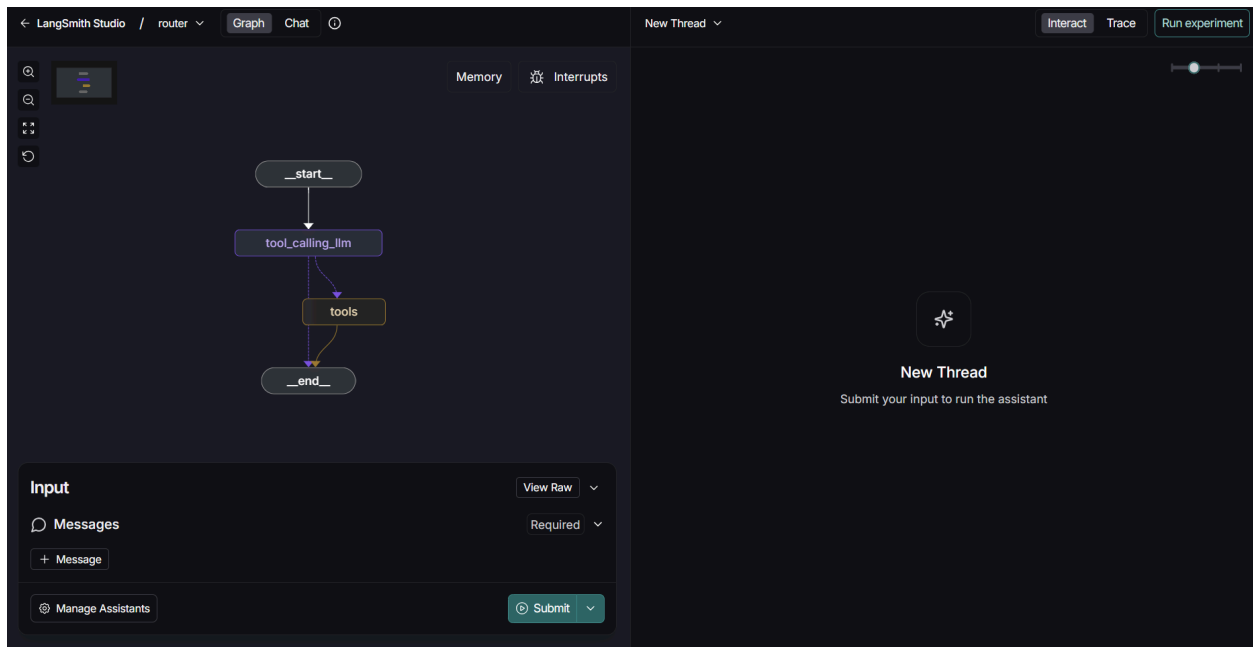 LangSmith Studio / router
Graph Chat
New Thread
Interact Trace
Run experiment
Memory
Interrupts
__start__
tool_calling_llm
tools
__end__
New Thread
Submit your input to run the assistant
Input
View Raw
Messages
Required
+ Message
Manage Assistants
Submit